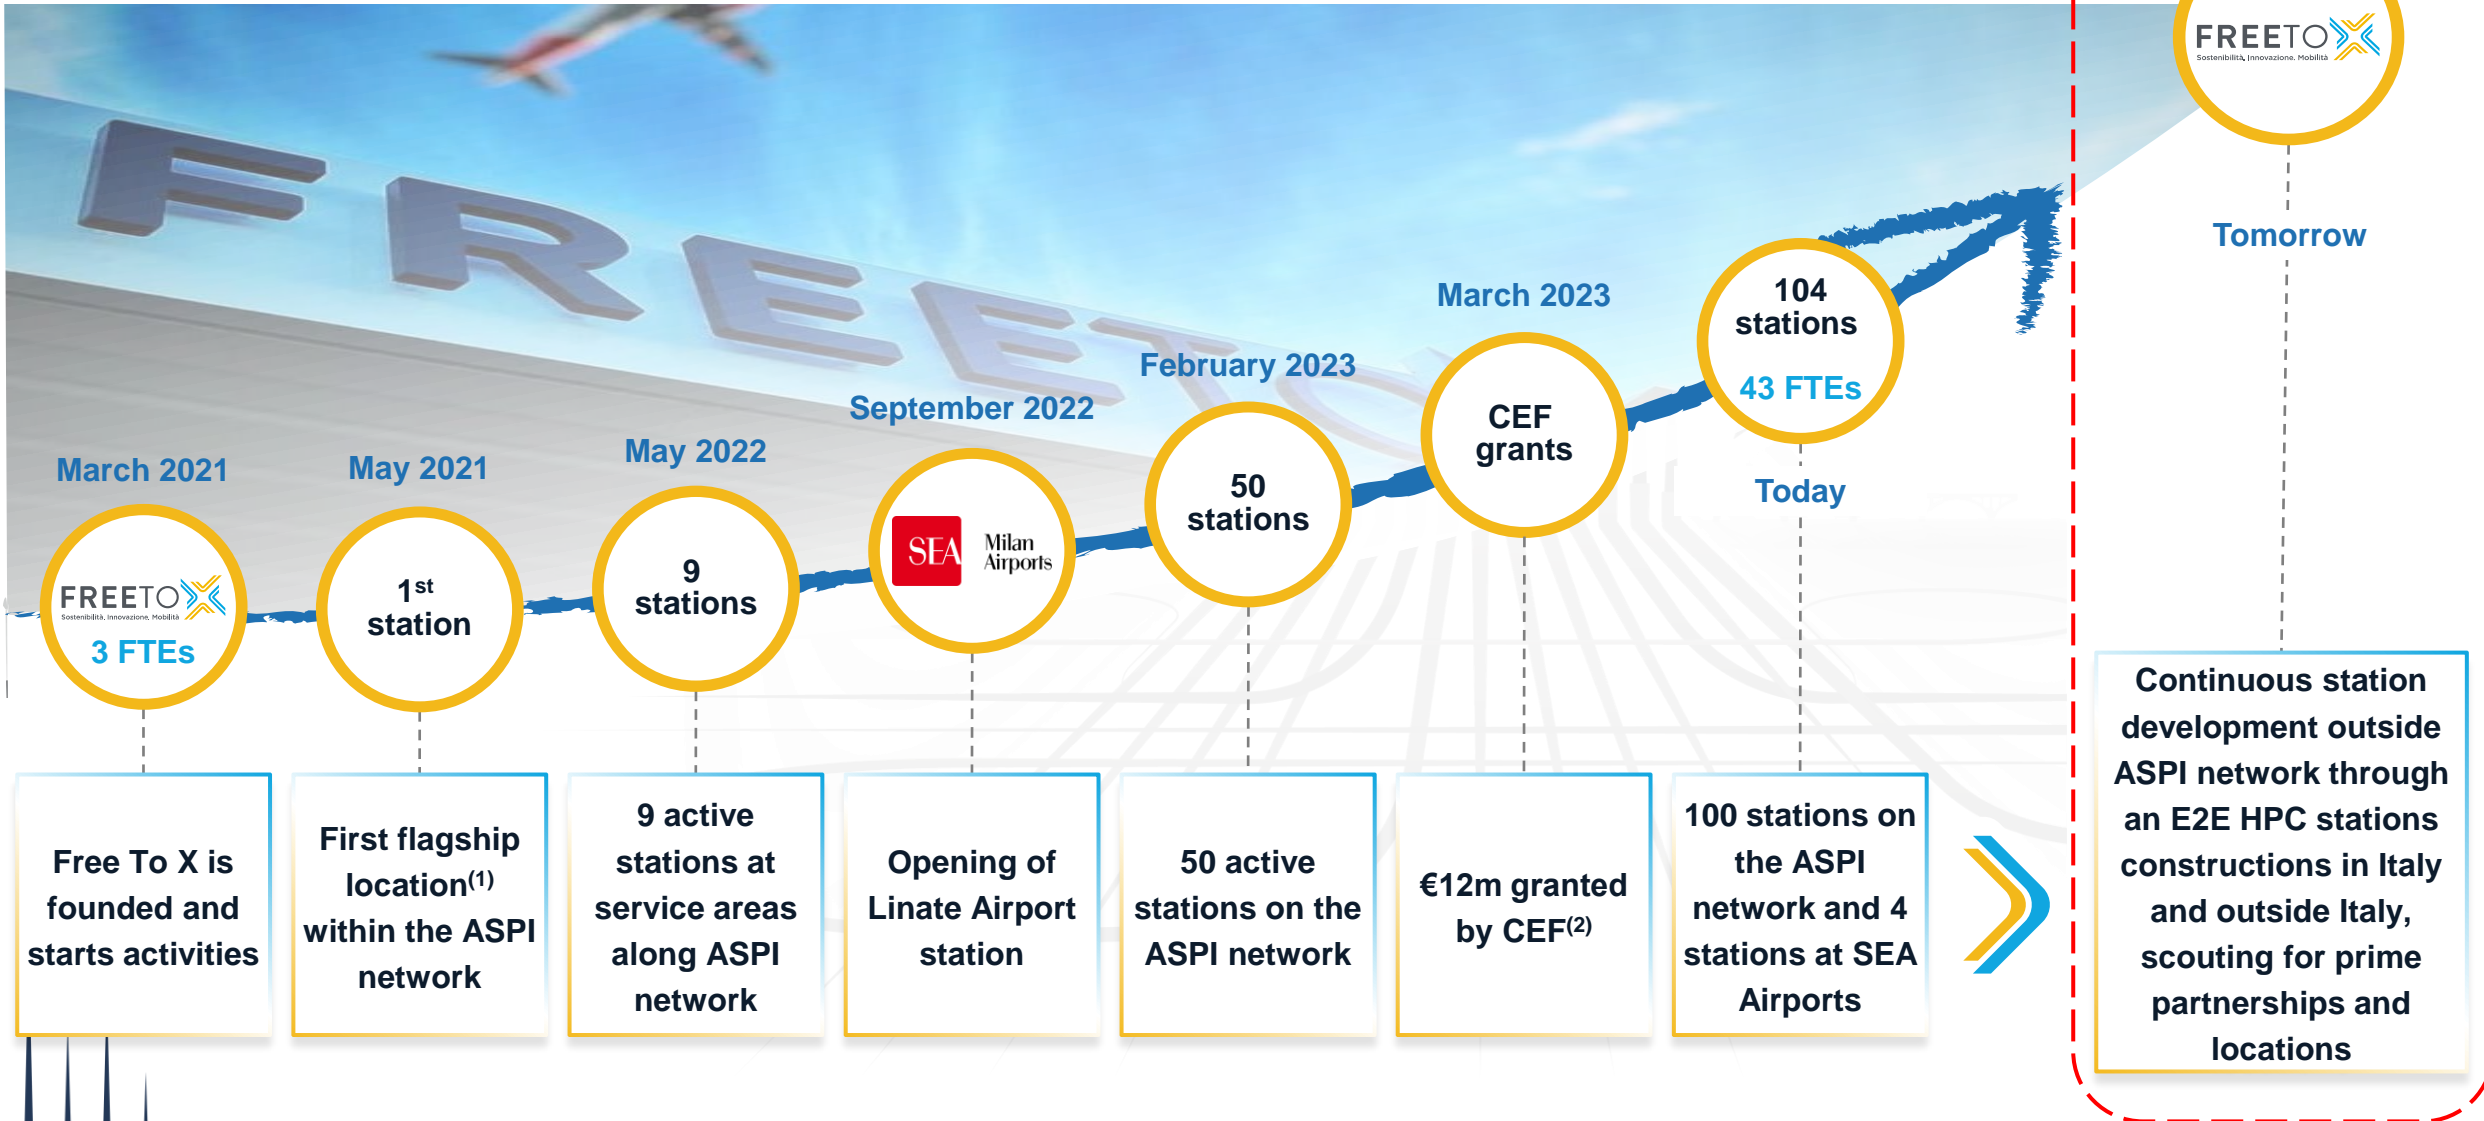 FREETO
FREETO
Sostenibilità, Innovazione, Mobilità
Tomorrow
Continuous station
development outside
ASPI network through
an E2E HPC stations
constructions in Italy
and outside Italy,
scouting for prime
partnerships and
locations
March 2021
FREETO
Sostenibilità, Innovazione, Mobilità
3 FTEs
Free To X is
founded and
starts activities
May 2021
1st
station
First flagship
location(1)
within the ASPI
network
May 2022
9
stations
9 active
stations at
service areas
along ASPI
network
September 2022
SEA
Milan
Airports
Opening of
Linate Airport
station
February 2023
50
stations
50 active
stations on the
ASPI network
March 2023
CEF
grants
€12m granted
by CEF(2)
104
stations
43 FTEs
Today
100 stations on
the ASPI
network and 4
stations at SEA
Airports